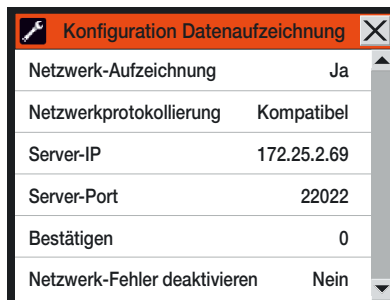 Konfiguration Datenaufzeichnung
Netzwerk-Aufzeichnung Ja
Netzwerkprotokollierung Kompatibel
Server-IP 172.25.2.69
Server-Port 22022
Bestätigen 0
Netzwerk-Fehler deaktivieren Nein